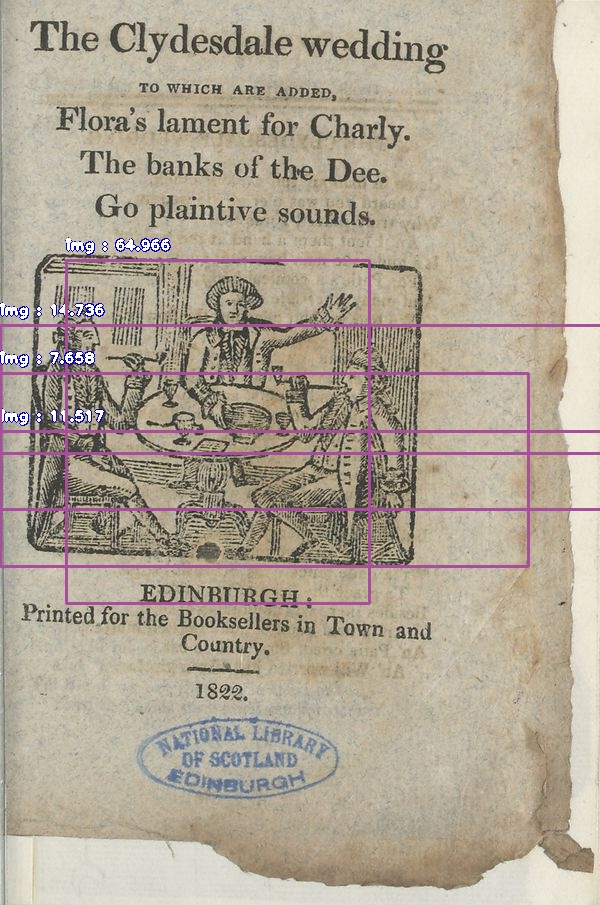 The Clydesdale wedding
TO WHICH ARE ADDED,
Flora's lament for Charly.
The banks of the Dee.
Go plaintive sounds.
img : 64.966
img : 14.736
img : 7.658
img : 11.517
EDINBURGH:
Printed for the Booksellers in Town and
Country.
1822.
NATIONAL LIBRARY
OF SCOTLAND
EDINBURGH